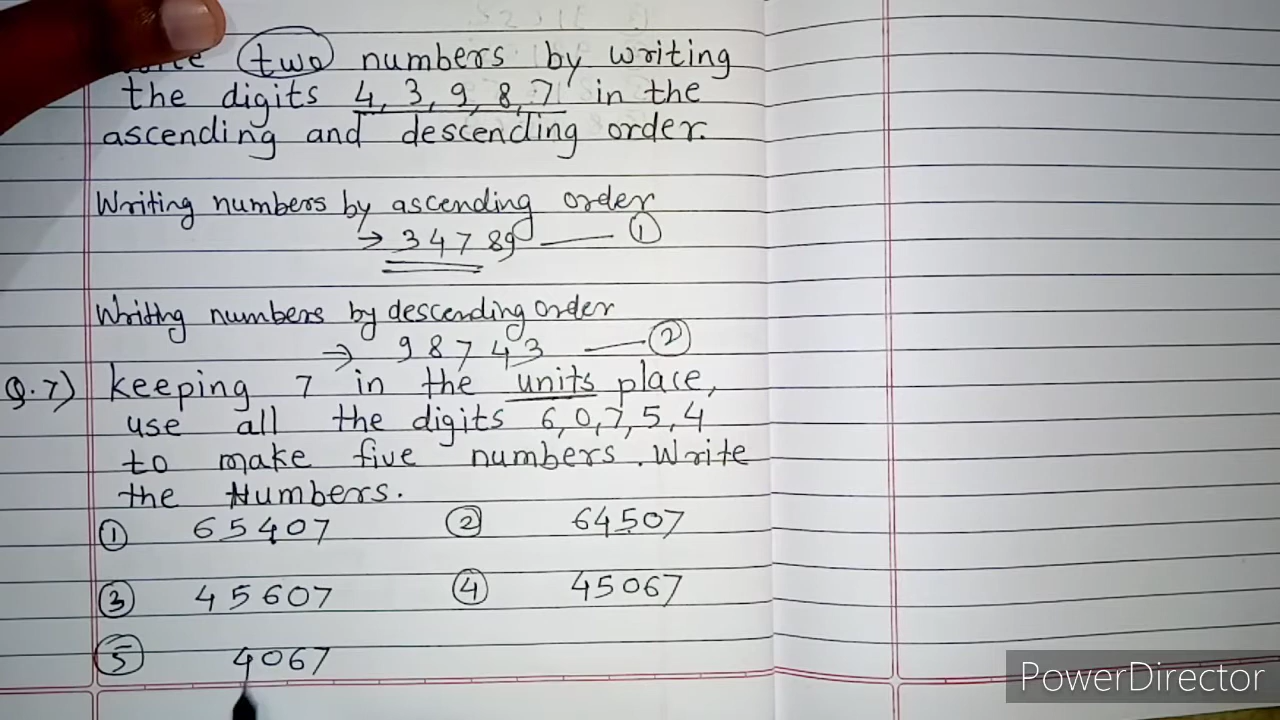 two numbers by writing
the digits 4, 3, 9, 8, 7 in the
ascending and descending order.
Writing numbers by ascending order
→ 34789 — ①
Writing numbers by descending order
⇒ 98743 — ②
Q.7) keeping 7 in the units place,
use all the digits 6,0,7,5,4
to make five numbers. Write
the Numbers.
① 65407 ② 64507
③ 45607 ④ 45067
⑤ 4067
PowerDirector